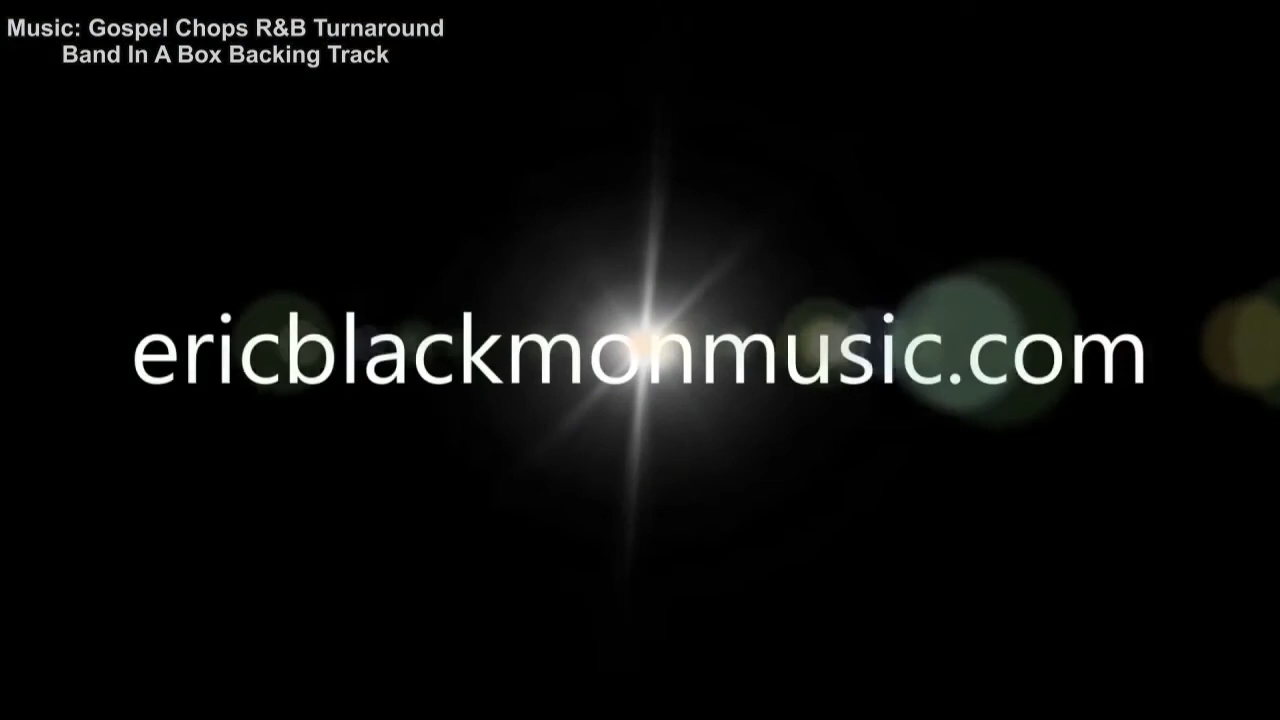 Music: Gospel Chops R&B Turnaround
Band In A Box Backing Track
ericblackmonmusic.com